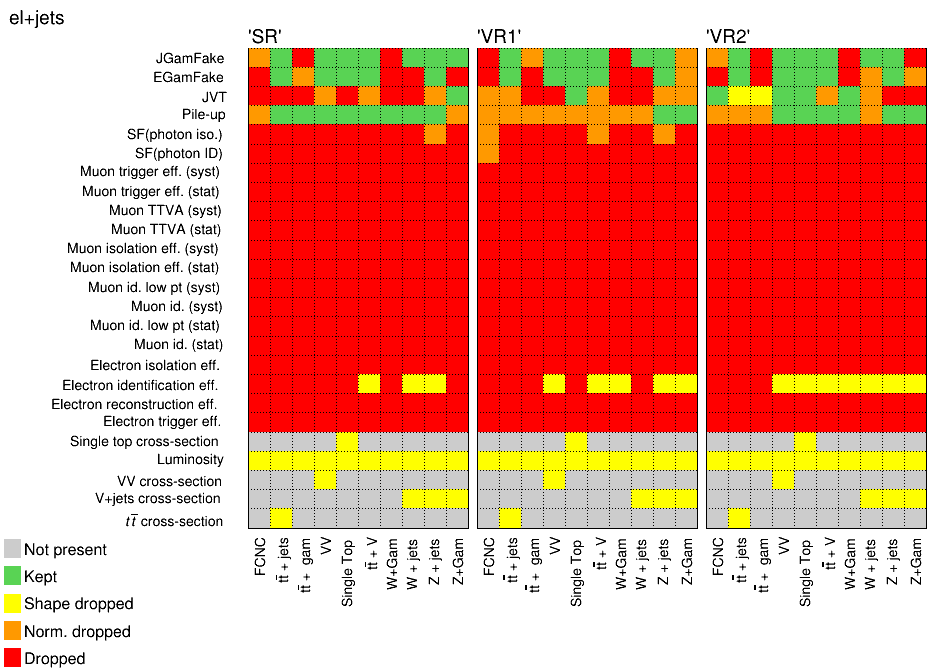 el+jets
'SR'
'VR1'
'VR2'
JGamFake
EGamFake
JVT
Pile-up
SF(photon iso.)
SF(photon ID)
Muon trigger eff. (syst)
Muon trigger eff. (stat)
Muon TTVA (syst)
Muon TTVA (stat)
Muon isolation eff. (syst)
Muon isolation eff. (stat)
Muon id. low pt (syst)
Muon id. (syst)
Muon id. low pt (stat)
Muon id. (stat)
Electron isolation eff.
Electron identification eff.
Electron reconstruction eff.
Electron trigger eff.
Single top cross-section
Luminosity
VV cross-section
V+jets cross-section
tt̅ cross-section
FCNC
tt̅ + jets
tt̅ + gam
VV
Single Top
tt̅ + V
W+Gam
W + jets
Z + jets
Z+Gam
FCNC
tt̅ + jets
tt̅ + gam
VV
Single Top
tt̅ + V
W+Gam
W + jets
Z + jets
Z+Gam
FCNC
tt̅ + jets
tt̅ + gam
VV
Single Top
tt̅ + V
W+Gam
W + jets
Z + jets
Z+Gam
Not present
Kept
Shape dropped
Norm. dropped
Dropped